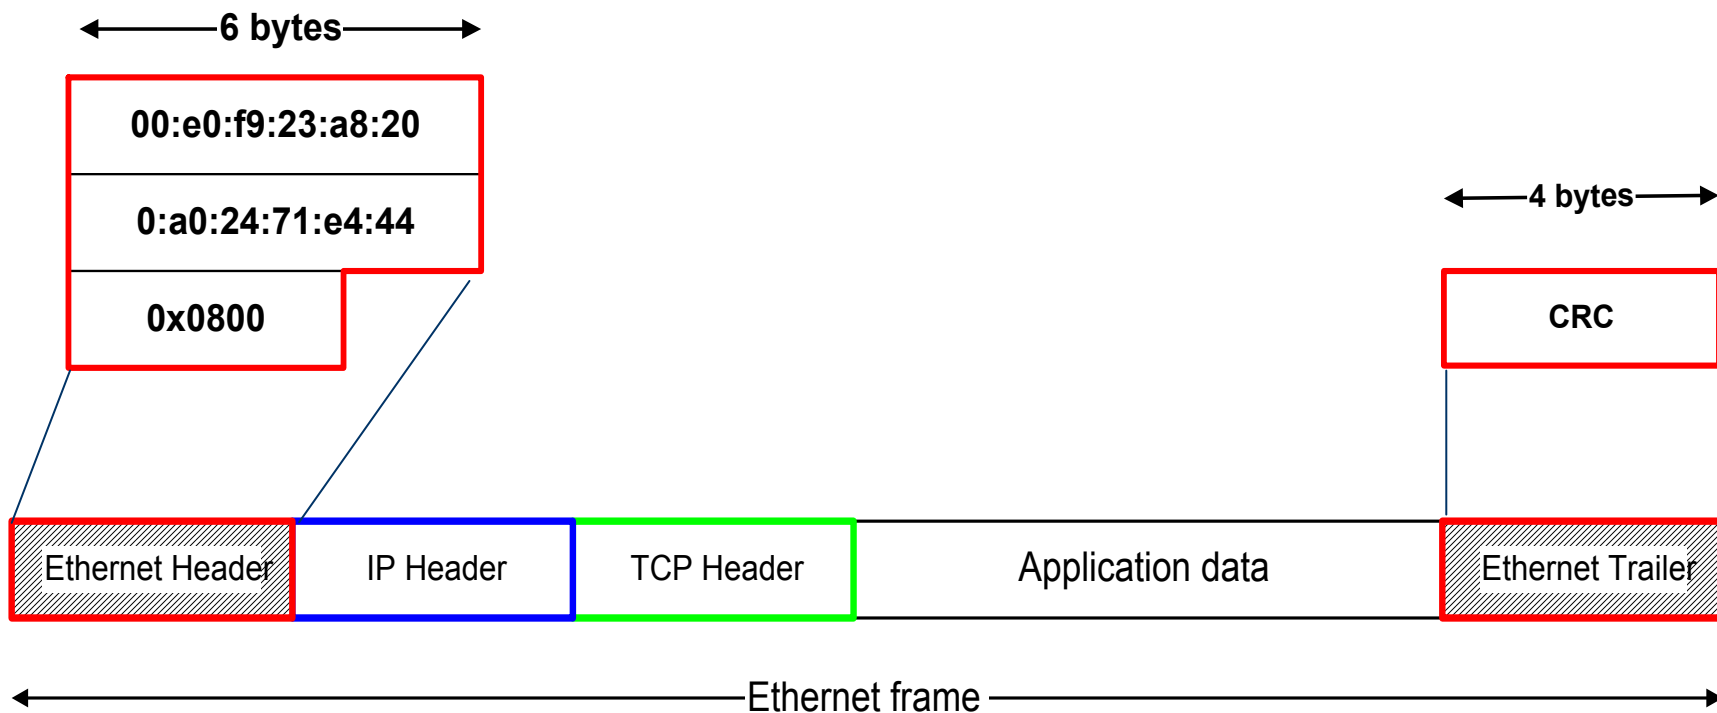 6 bytes
00:e0:f9:23:a8:20
0:a0:24:71:e4:44
4 bytes
0x0800
CRC
Ethernet Header
IP Header
TCP Header
Application data
Ethernet Trailer
Ethernet frame